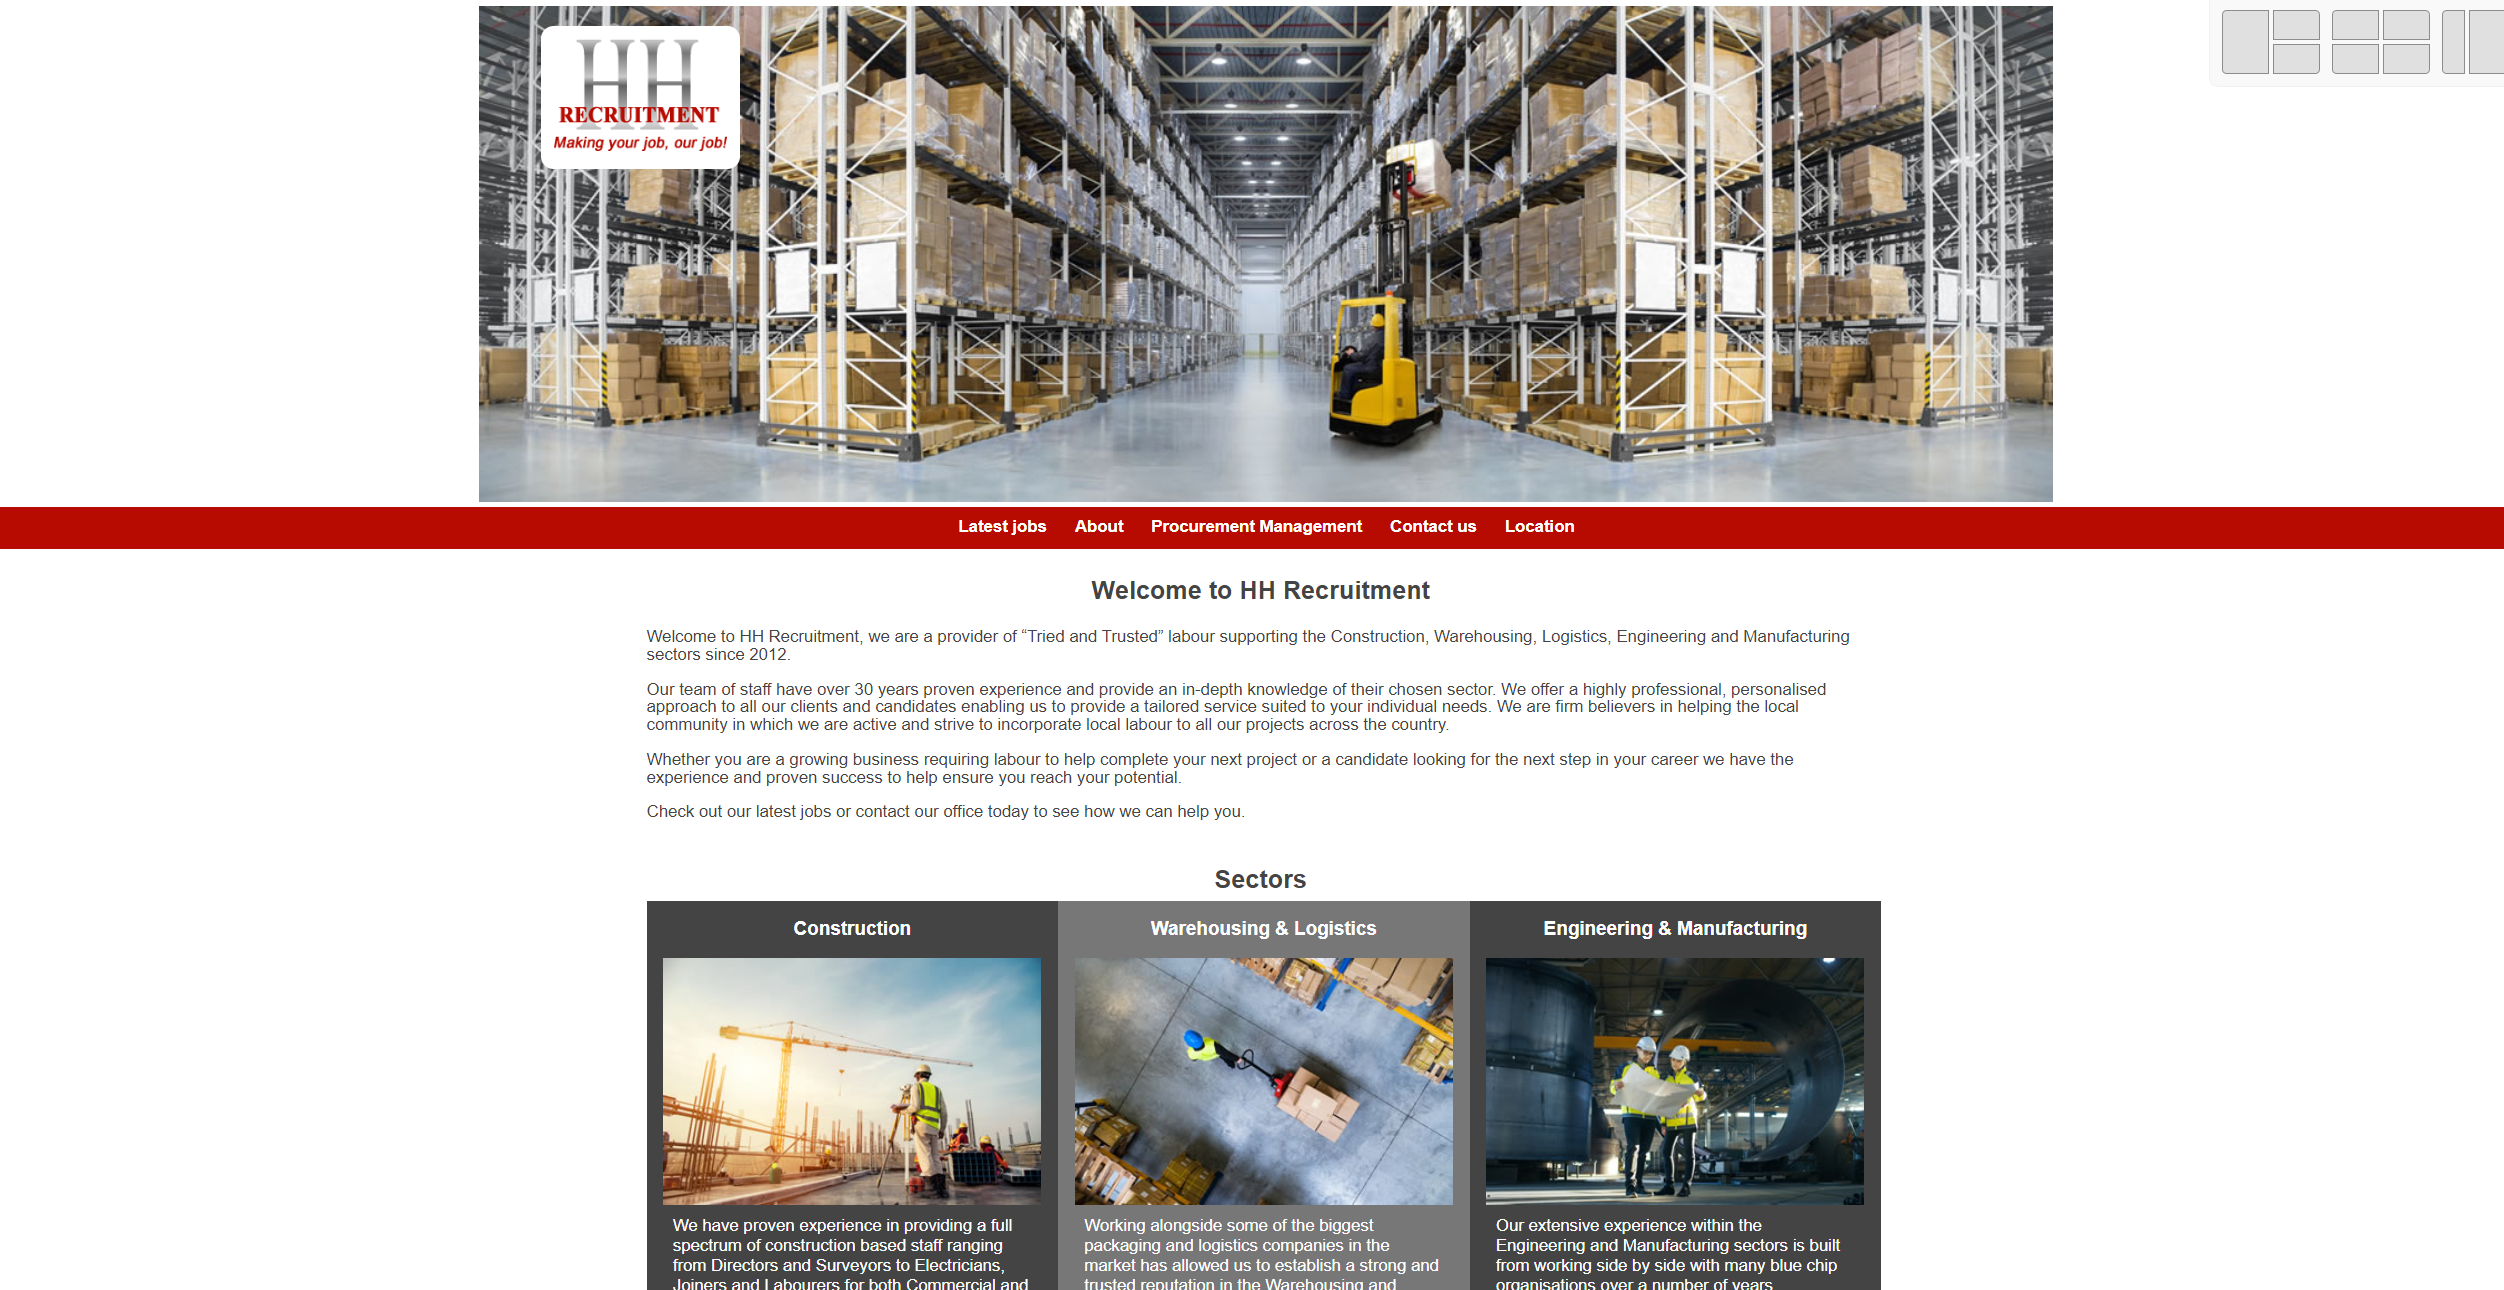 HH
RECRUITMENT
Making your job, our job!
Latest jobs About Procurement Management Contact us Location
Welcome to HH Recruitment
Welcome to HH Recruitment, we are a provider of “Tried and Trusted” labour supporting the Construction, Warehousing, Logistics, Engineering and Manufacturing
sectors since 2012.
Our team of staff have over 30 years proven experience and provide an in-depth knowledge of their chosen sector. We offer a highly professional, personalised
approach to all our clients and candidates enabling us to provide a tailored service suited to your individual needs. We are firm believers in helping the local
community in which we are active and strive to incorporate local labour to all our projects across the country.
Whether you are a growing business requiring labour to help complete your next project or a candidate looking for the next step in your career we have the
experience and proven success to help ensure you reach your potential.
Check out our latest jobs or contact our office today to see how we can help you.
Sectors
Construction
We have proven experience in providing a full
spectrum of construction based staff ranging
from Directors and Surveyors to Electricians,
Joiners and Labourers for both Commercial and
Warehousing & Logistics
Working alongside some of the biggest
packaging and logistics companies in the
market has allowed us to establish a strong and
trusted reputation in the Warehousing and
Engineering & Manufacturing
Our extensive experience within the
Engineering and Manufacturing sectors is built
from working side by side with many blue chip
organisations over a number of years